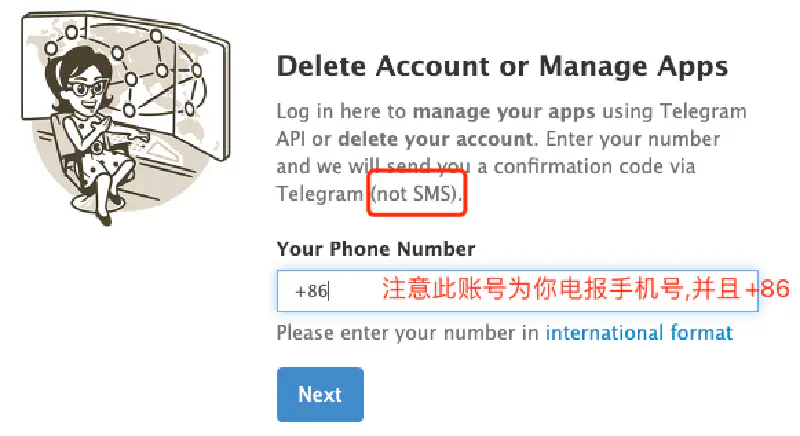 Delete Account or Manage Apps
Log in here to manage your apps using Telegram
API or delete your account. Enter your number
and we will send you a confirmation code via
Telegram (not SMS).
Your Phone Number
+86 注意此账号为你电报手机号,并且+86
Please enter your number in international format
Next